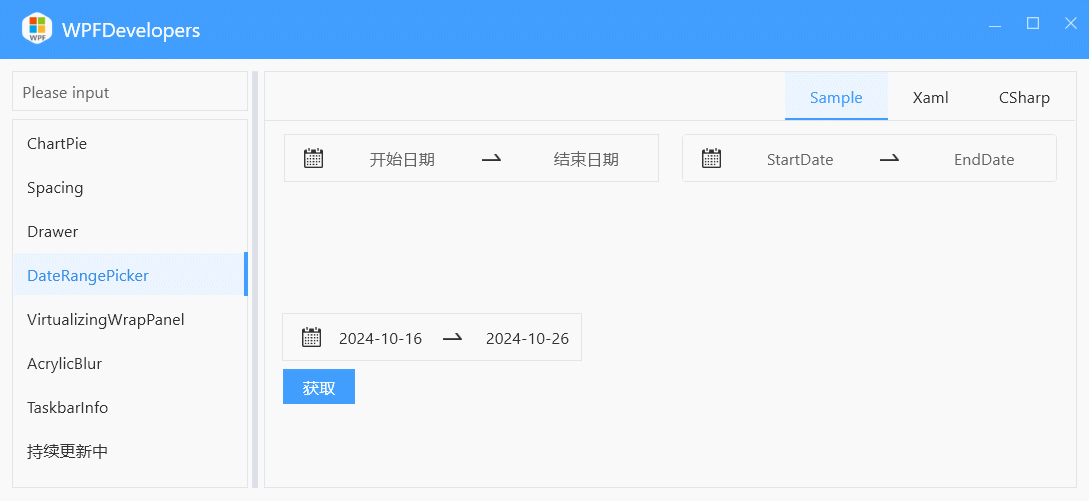 WPF
WPFDevelopers
Please input
ChartPie
Spacing
Drawer
DateRangePicker
VirtualizingWrapPanel
AcrylicBlur
TaskbarInfo
持续更新中
Sample Xaml CSharp
开始日期 结束日期 StartDate EndDate
2024-10-16 2024-10-26
获取